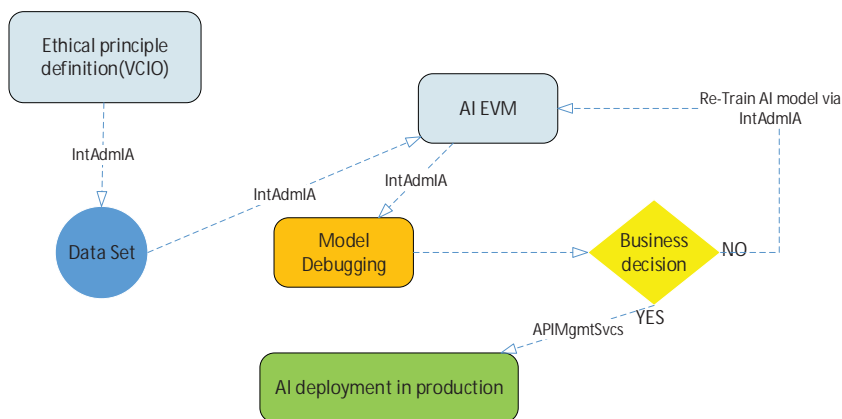 Ethical principle
definition(VCIO)
AI EVM
Re-Train AI model via
IntAdmIA
IntAdmIA
IntAdmIA
IntAdmIA
Data Set
Model
Debugging
Business
decision
NO
YES
APIMgmtSvcs
AI deployment in production